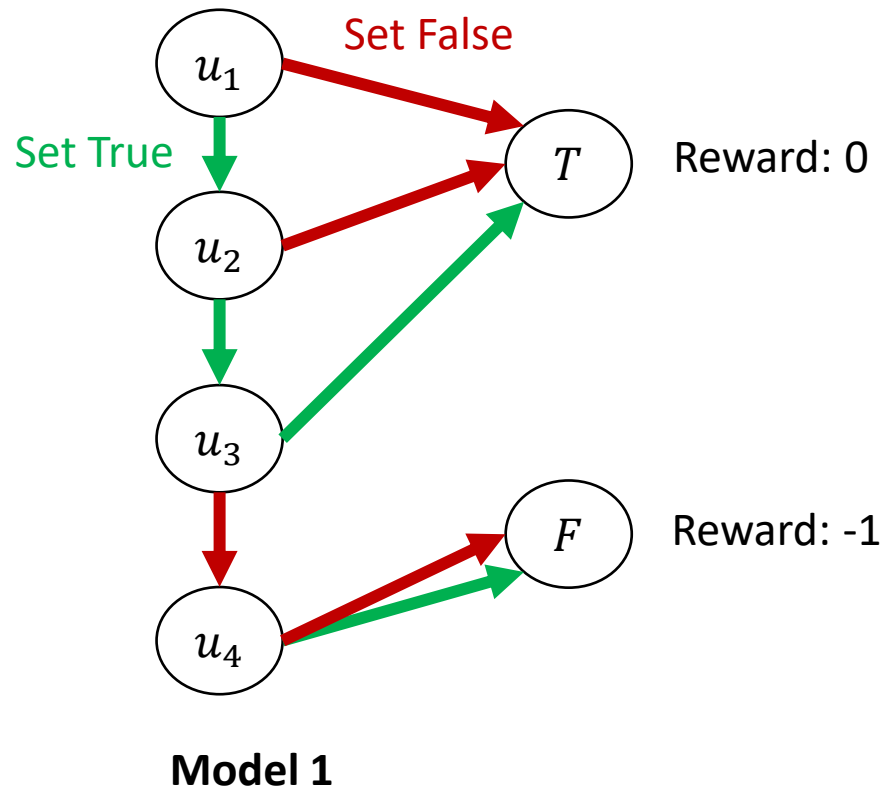 Set False
u₁
Set True
T
Reward: 0
u₂
u₃
F
Reward: -1
u₄
Model 1